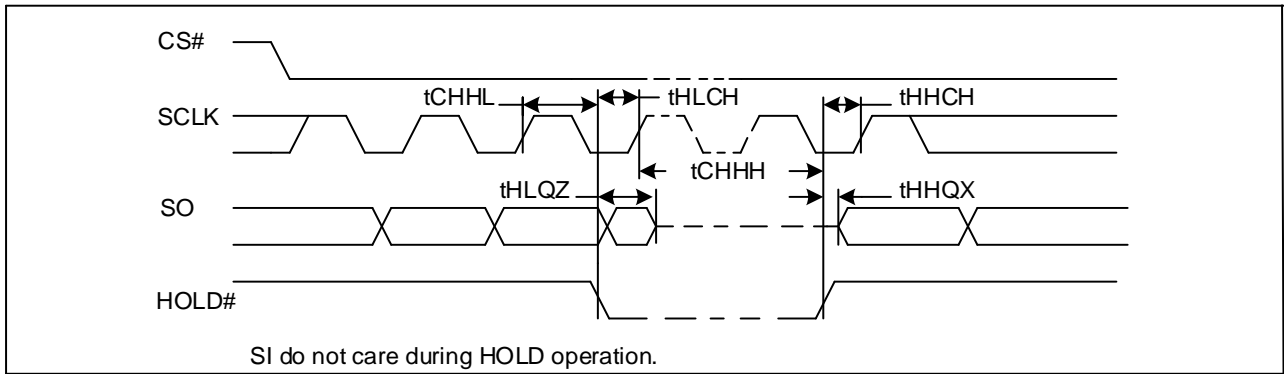 CS#
tCHHL
tHLCH
tHHCH
SCLK
tCHHH
tHLQZ
tHHQX
SO
HOLD#
SI do not care during HOLD operation.